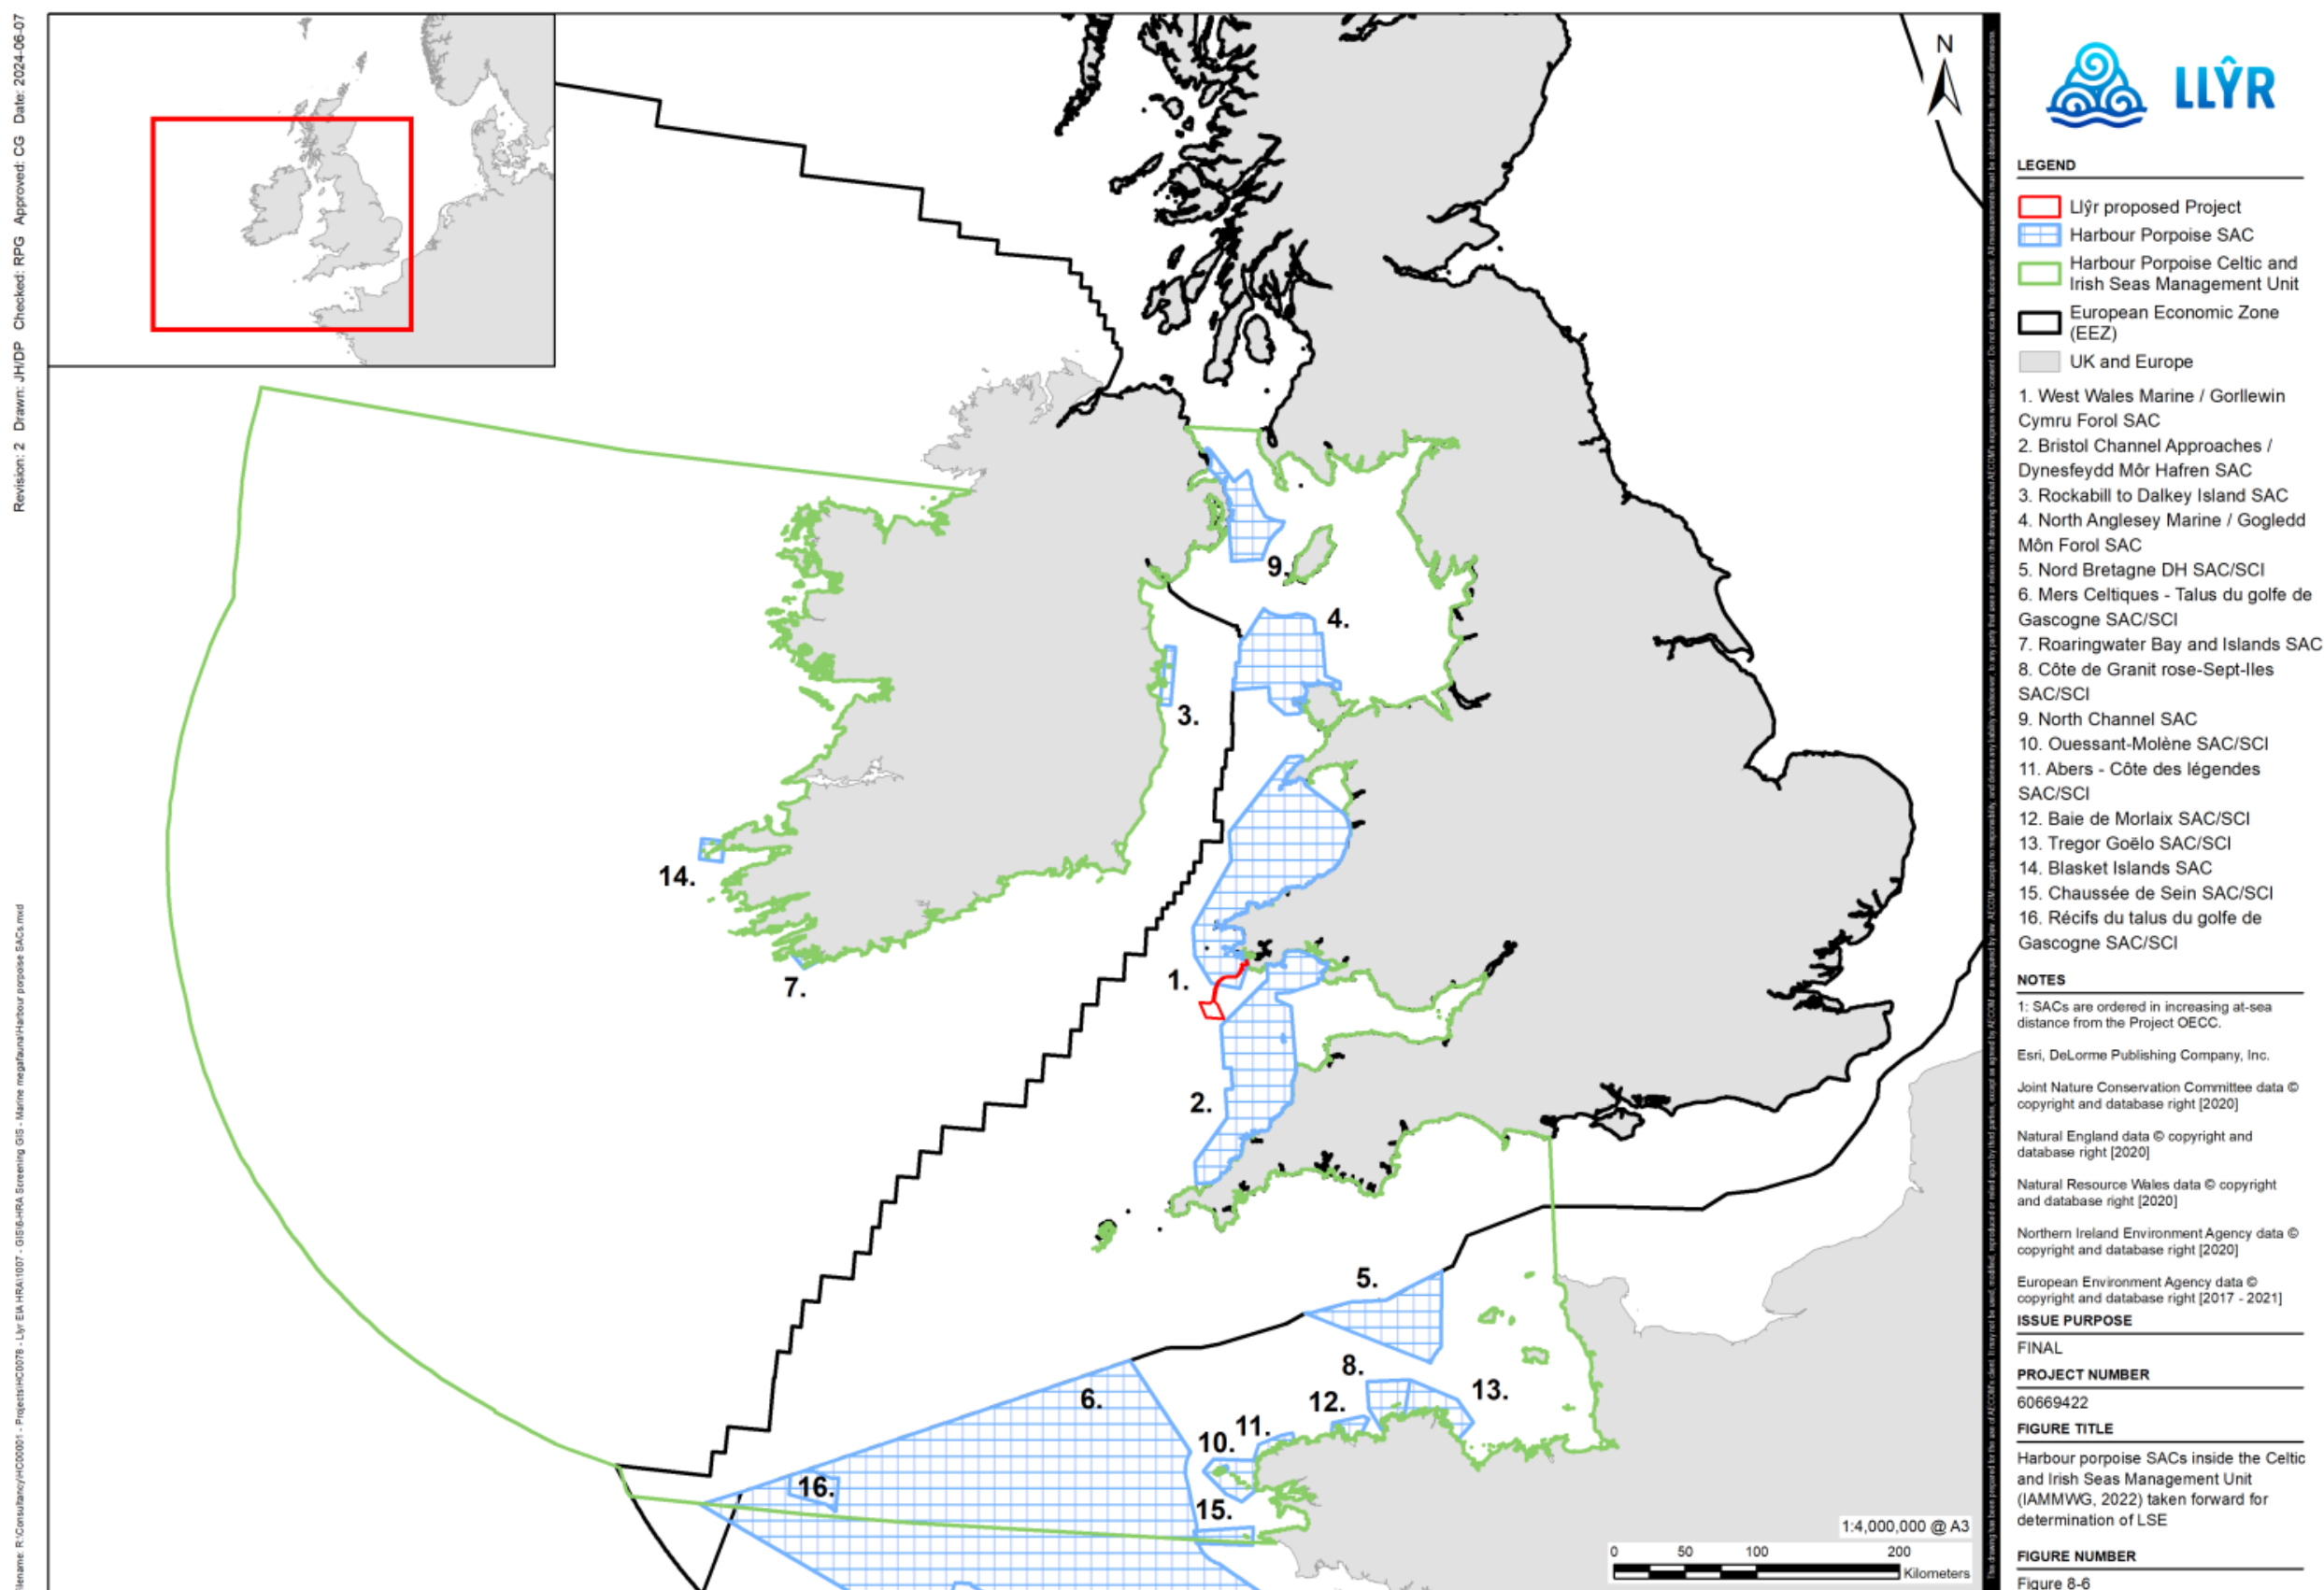 Revision: 2 Drawn: JH/DP Checked: RPG Approved: CG Date: 2024-06-07
N
LLŶR
LEGEND
Llŷr proposed Project
Harbour Porpoise SAC
Harbour Porpoise Celtic and
Irish Seas Management Unit
European Economic Zone
(EEZ)
UK and Europe
1. West Wales Marine / Gorllewin
Cymru Forol SAC
2. Bristol Channel Approaches /
Dynesfeydd Môr Hafren SAC
3. Rockabill to Dalkey Island SAC
4. North Anglesey Marine / Gogledd
Môn Forol SAC
5. Nord Bretagne DH SAC/SCI
6. Mers Celtiques - Talus du golfe de
Gascogne SAC/SCI
7. Roaringwater Bay and Islands SAC
8. Côte de Granit rose-Sept-Iles
SAC/SCI
9. North Channel SAC
10. Ouessant-Molène SAC/SCI
11. Abers - Côte des légendes
SAC/SCI
12. Baie de Morlaix SAC/SCI
13. Tregor Goëlo SAC/SCI
14. Blasket Islands SAC
15. Chaussée de Sein SAC/SCI
16. Récifs du talus du golfe de
Gascogne SAC/SCI
NOTES
1: SACs are ordered in increasing at-sea
distance from the Project OECC.
Esri, DeLorme Publishing Company, Inc.
Joint Nature Conservation Committee data ©
copyright and database right [2020]
Natural England data © copyright and
database right [2020]
Natural Resource Wales data © copyright
and database right [2020]
Northern Ireland Environment Agency data ©
copyright and database right [2020]
European Environment Agency data ©
copyright and database right [2017 - 2021]
ISSUE PURPOSE
FINAL
PROJECT NUMBER
60669422
FIGURE TITLE
Harbour porpoise SACs inside the Celtic
and Irish Seas Management Unit
(IAMMWG, 2022) taken forward for
determination of LSE
FIGURE NUMBER
Figure 8-6
9.
4.
3.
14.
7.
1.
2.
5.
6.
8.
13.
12.
11.
10.
16.
15.
1:4,000,000 @ A3
0 50 100 200
Kilometers